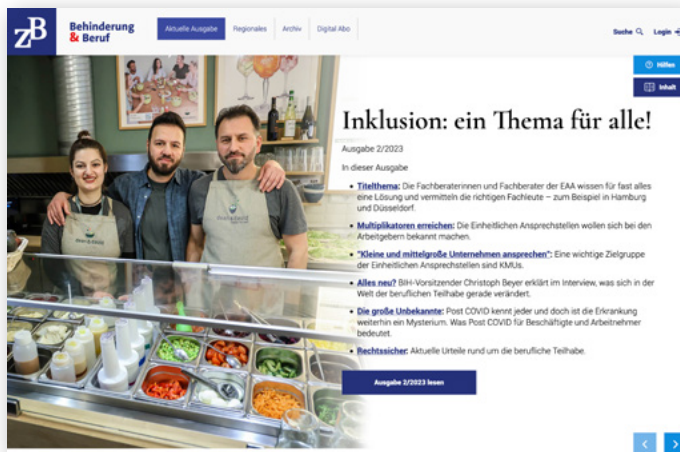 ZB
Behinderung
& Beruf
Aktuelle Ausgabe
Regionales
Archiv
Digital Abo
Suche
Login
Hilfen
Inhalt
Inklusion: ein Thema für alle!
Ausgabe 2/2023
In dieser Ausgabe
• Titelthema: Die Fachberaterinnen und Fachberater der EAA wissen für fast alles
eine Lösung und vermitteln die richtigen Fachleute – zum Beispiel in Hamburg
und Düsseldorf.
• Multiplikatoren erreichen: Die Einheitlichen Ansprechstellen wollen sich bei den
Arbeitgebern bekannt machen.
• "Kleine und mittelgroße Unternehmen ansprechen": Eine wichtige Zielgruppe
der Einheitlichen Ansprechstellen sind KMUs.
• Alles neu? BIH-Vorsitzender Christoph Beyer erklärt im Interview, was sich in der
Welt der beruflichen Teilhabe gerade verändert.
• Die große Unbekannte: Post COVID kennt jeder und doch ist die Erkrankung
weiterhin ein Mysterium. Was Post COVID für Beschäftigte und Arbeitnehmer
bedeutet.
• Rechtssicher: Aktuelle Urteile rund um die berufliche Teilhabe.
Ausgabe 2/2023 lesen